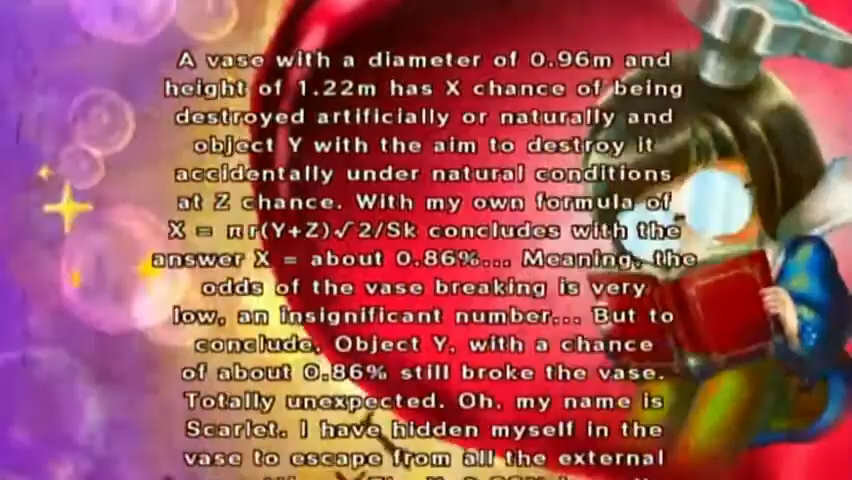 A vase with a diameter of 0.96m and
height of 1.22m has X chance of being
destroyed artificially or naturally and
object Y with the aim to destroy it
accidentally under natural conditions
at Z chance. With my own formula of
X = πr(Y+Z)√2/Sk concludes with the
answer X = about 0.86%... Meaning, the
odds of the vase breaking is very
low, an insignificant number... But to
conclude, Object Y, with a chance
of about 0.86% still broke the vase.
Totally unexpected. Oh, my name is
Scarlet. I have hidden myself in the
vase to escape from all the external